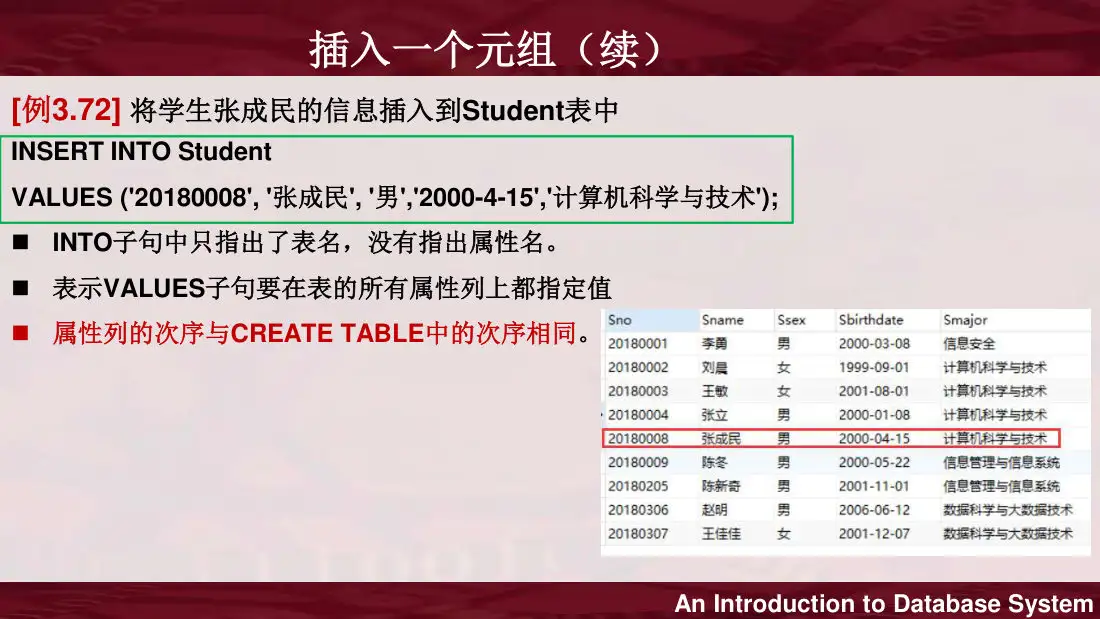 插入一个元组（续）
[例3.72] 将学生张成民的信息插入到Student表中
INSERT INTO Student
VALUES ('20180008', '张成民', '男','2000-4-15','计算机科学与技术');
■ INTO子句中只指出了表名，没有指出属性名。
■ 表示VALUES子句要在表的所有属性列上都指定值
■ 属性列的次序与CREATE TABLE中的次序相同。
Sno Sname Ssex Sbirthdate Smajor
20180001 李勇 男 2000-03-08 信息安全
20180002 刘晨 女 1999-09-01 计算机科学与技术
20180003 王敏 女 2001-08-01 计算机科学与技术
20180004 张立 男 2000-01-08 计算机科学与技术
20180008 张成民 男 2000-04-15 计算机科学与技术
20180009 陈冬 男 2000-05-22 信息管理与信息系统
20180205 陈新奇 男 2001-11-01 信息管理与信息系统
20180306 赵明 男 2006-06-12 数据科学与大数据技术
20180307 王佳佳 女 2001-12-07 数据科学与大数据技术
An Introduction to Database System